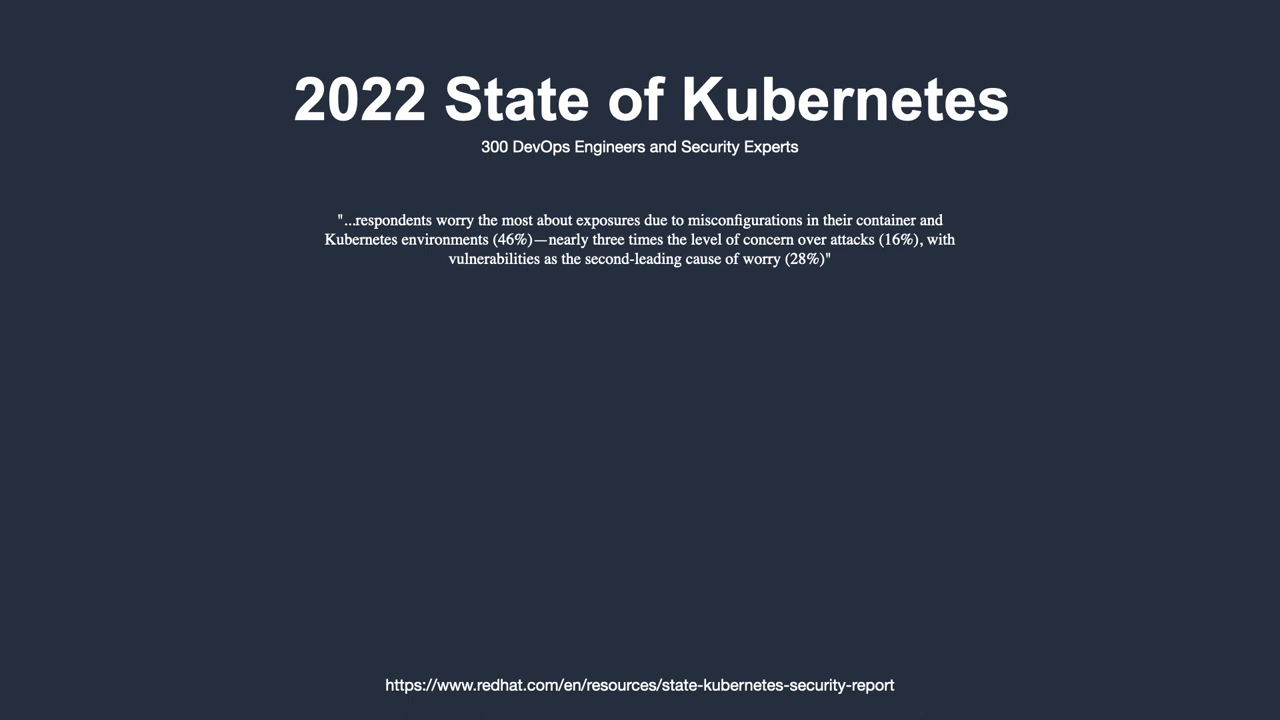 2022 State of Kubernetes
300 DevOps Engineers and Security Experts
"...respondents worry the most about exposures due to misconfigurations in their container and
Kubernetes environments (46%)—nearly three times the level of concern over attacks (16%), with
vulnerabilities as the second-leading cause of worry (28%)"
https://www.redhat.com/en/resources/state-kubernetes-security-report